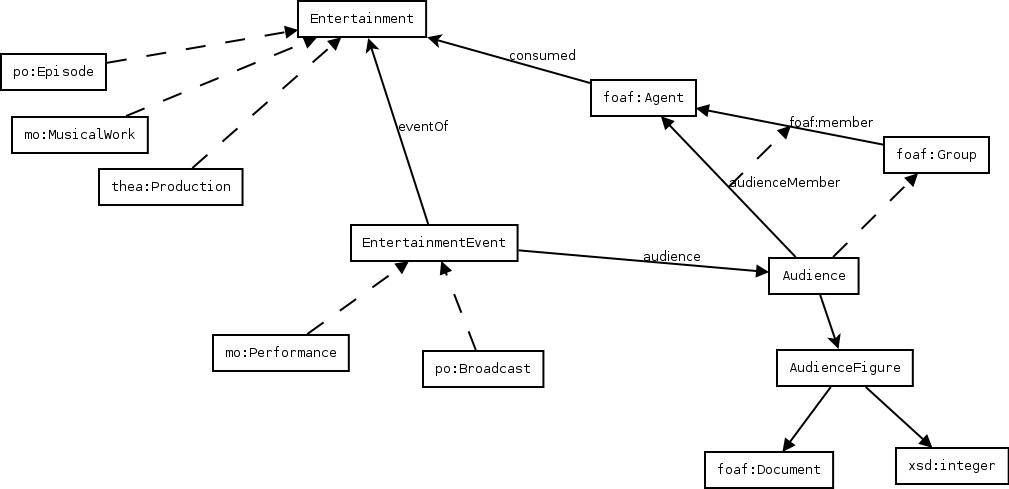 Entertainment
consumed
po:Episode
foaf:Agent
mo:MusicalWork
eventOf
foaf:member
foaf:Group
thea:Production
audienceMember
EntertainmentEvent
audience
Audience
mo:Performance
po:Broadcast
AudienceFigure
foaf:Document
xsd:integer